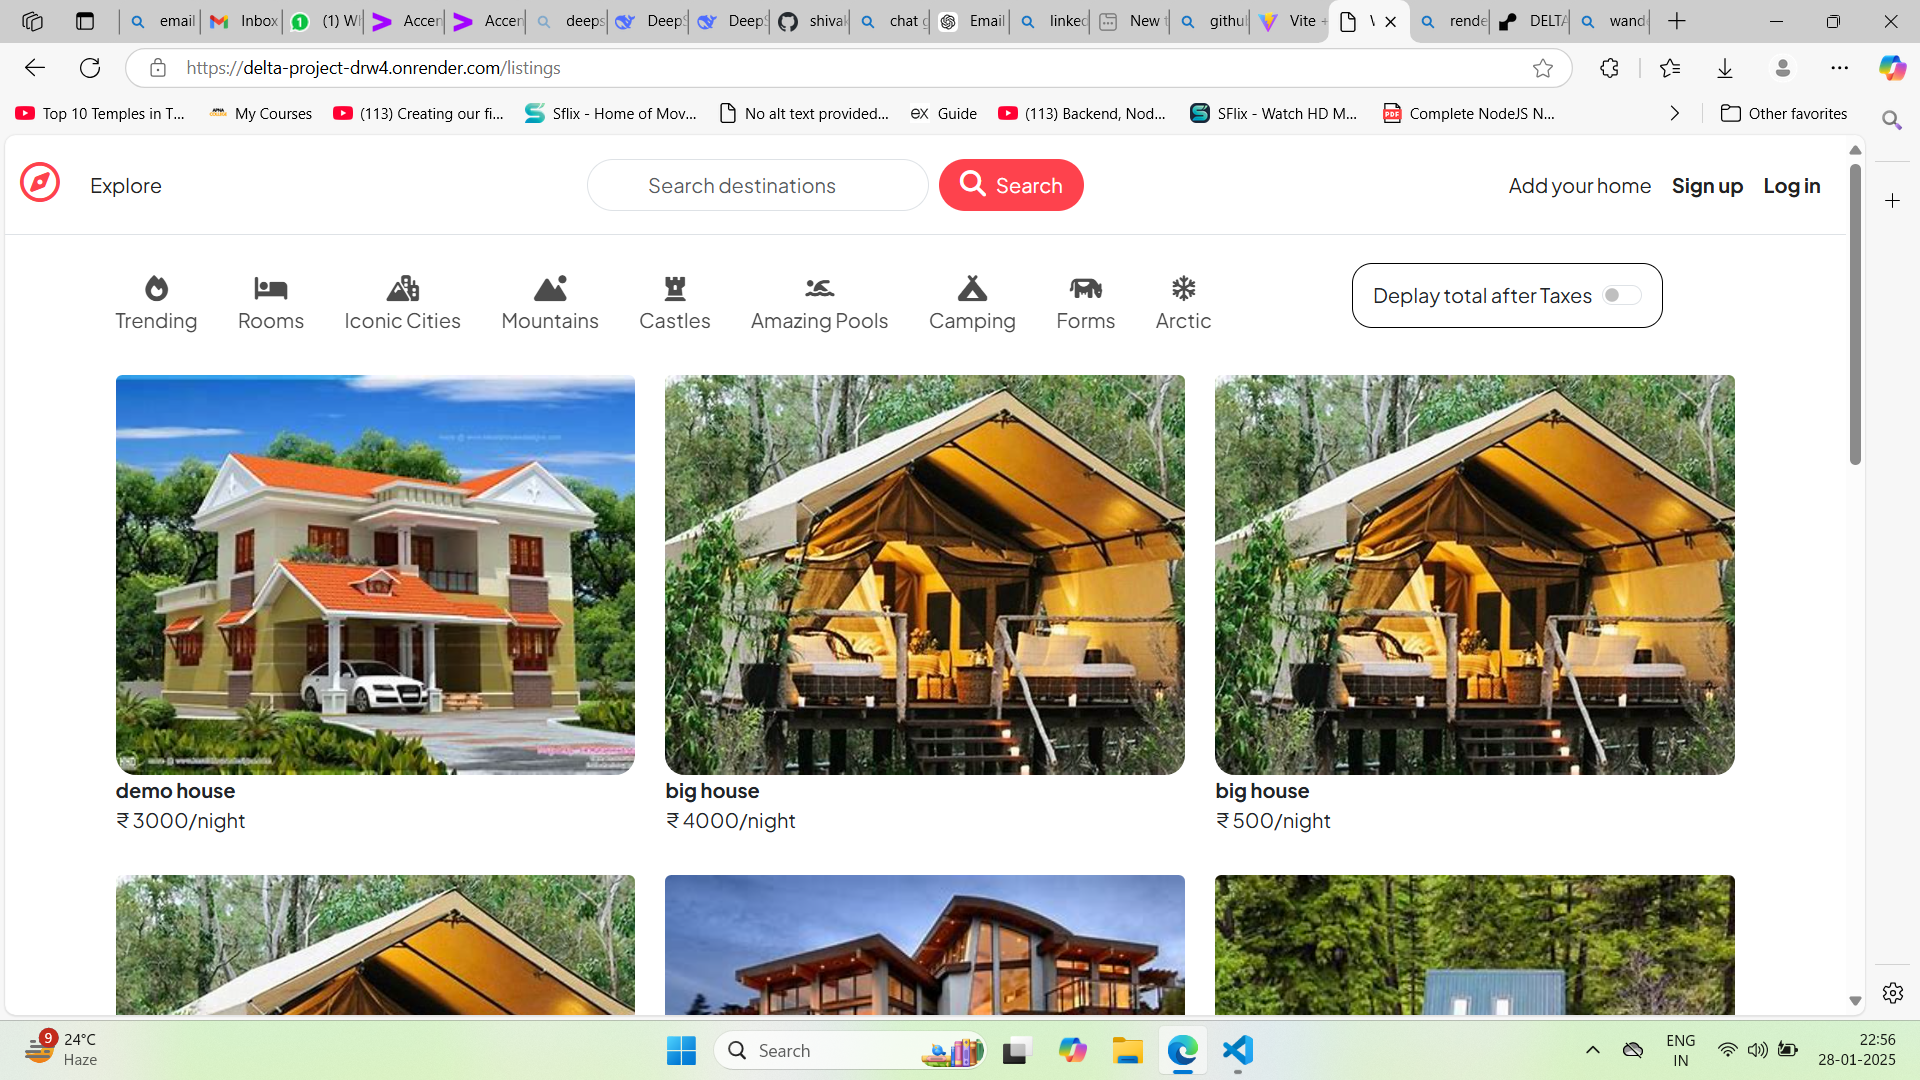 email
Inbox
(1) Wh
Accen
Accen
deeps
DeepS
DeepS
shivak
chat g
Email
linked
New t
github
Vite +
rende
DELTA
wande
https://delta-project-drw4.onrender.com/listings
Top 10 Temples in T...
My Courses
(113) Creating our fi...
Sflix - Home of Mov...
No alt text provided...
ex Guide
(113) Backend, Nod...
SFlix - Watch HD M...
Complete NodeJS N...
Other favorites
Explore
Search destinations
Search
Add your home
Sign up
Log in
Trending
Rooms
Iconic Cities
Mountains
Castles
Amazing Pools
Camping
Forms
Arctic
Deplay total after Taxes
demo house
₹ 3000/night
big house
₹ 4000/night
big house
₹ 500/night
9
24°C
Haze
Search
ENG
IN
22:56
28-01-2025